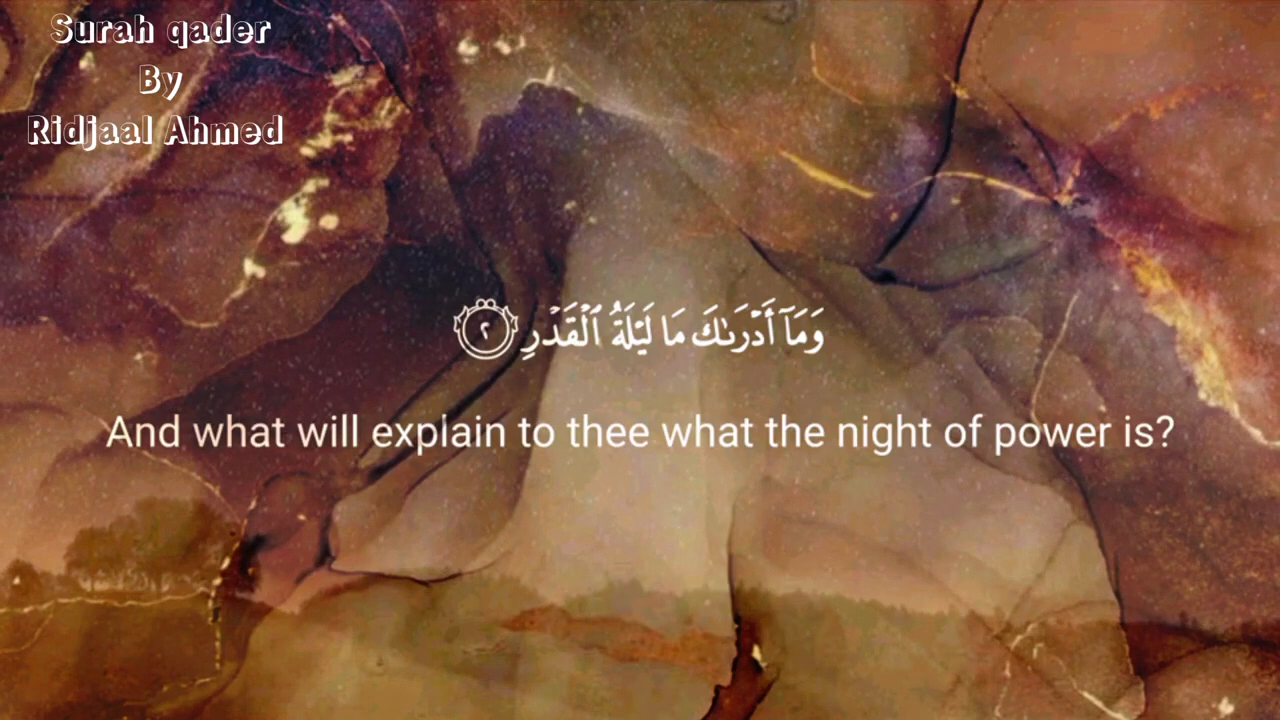 Surah qader
By
Ridjaal Ahmed
وَمَآ أَدْرَىٰكَ مَا لَيْلَةُ ٱلْقَدْرِ ٢
And what will explain to thee what the night of power is?